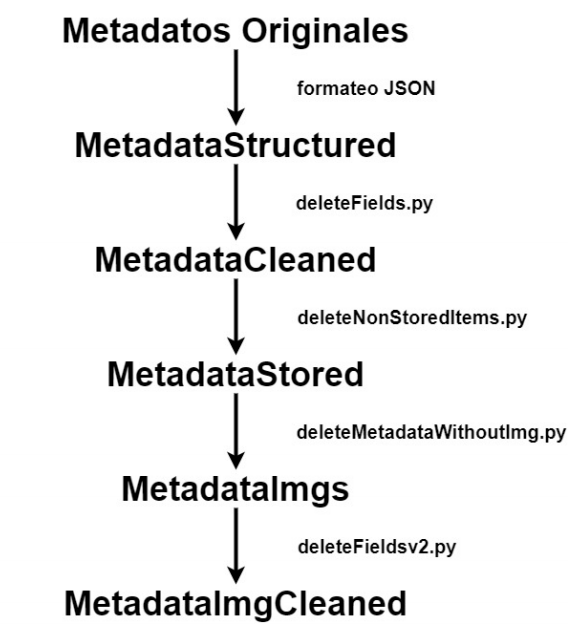 Metadatos Originales
formateo JSON
MetadataStructured
deleteFields.py
MetadataCleaned
deleteNonStoredItems.py
MetadataStored
deleteMetadataWithoutImg.py
MetadataImgs
deleteFieldsv2.py
MetadataImgCleaned